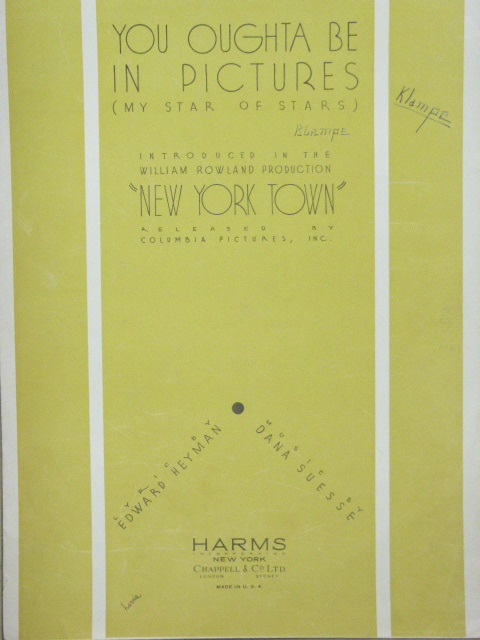 YOU OUGHTA BE
IN PICTURES
(MY STAR OF STARS)
Klampe
INTRODUCED IN THE
WILLIAM ROWLAND PRODUCTION
"NEW YORK TOWN"
RELEASED BY
COLUMBIA PICTURES, INC.
LYRIC BY
EDWARD HEYMAN
MUSIC BY
DANA SUESSE
HARMS
INCORPORATED
NEW YORK
CHAPPELL & CO LTD
LONDON SYDNEY
MADE IN U. S. A.